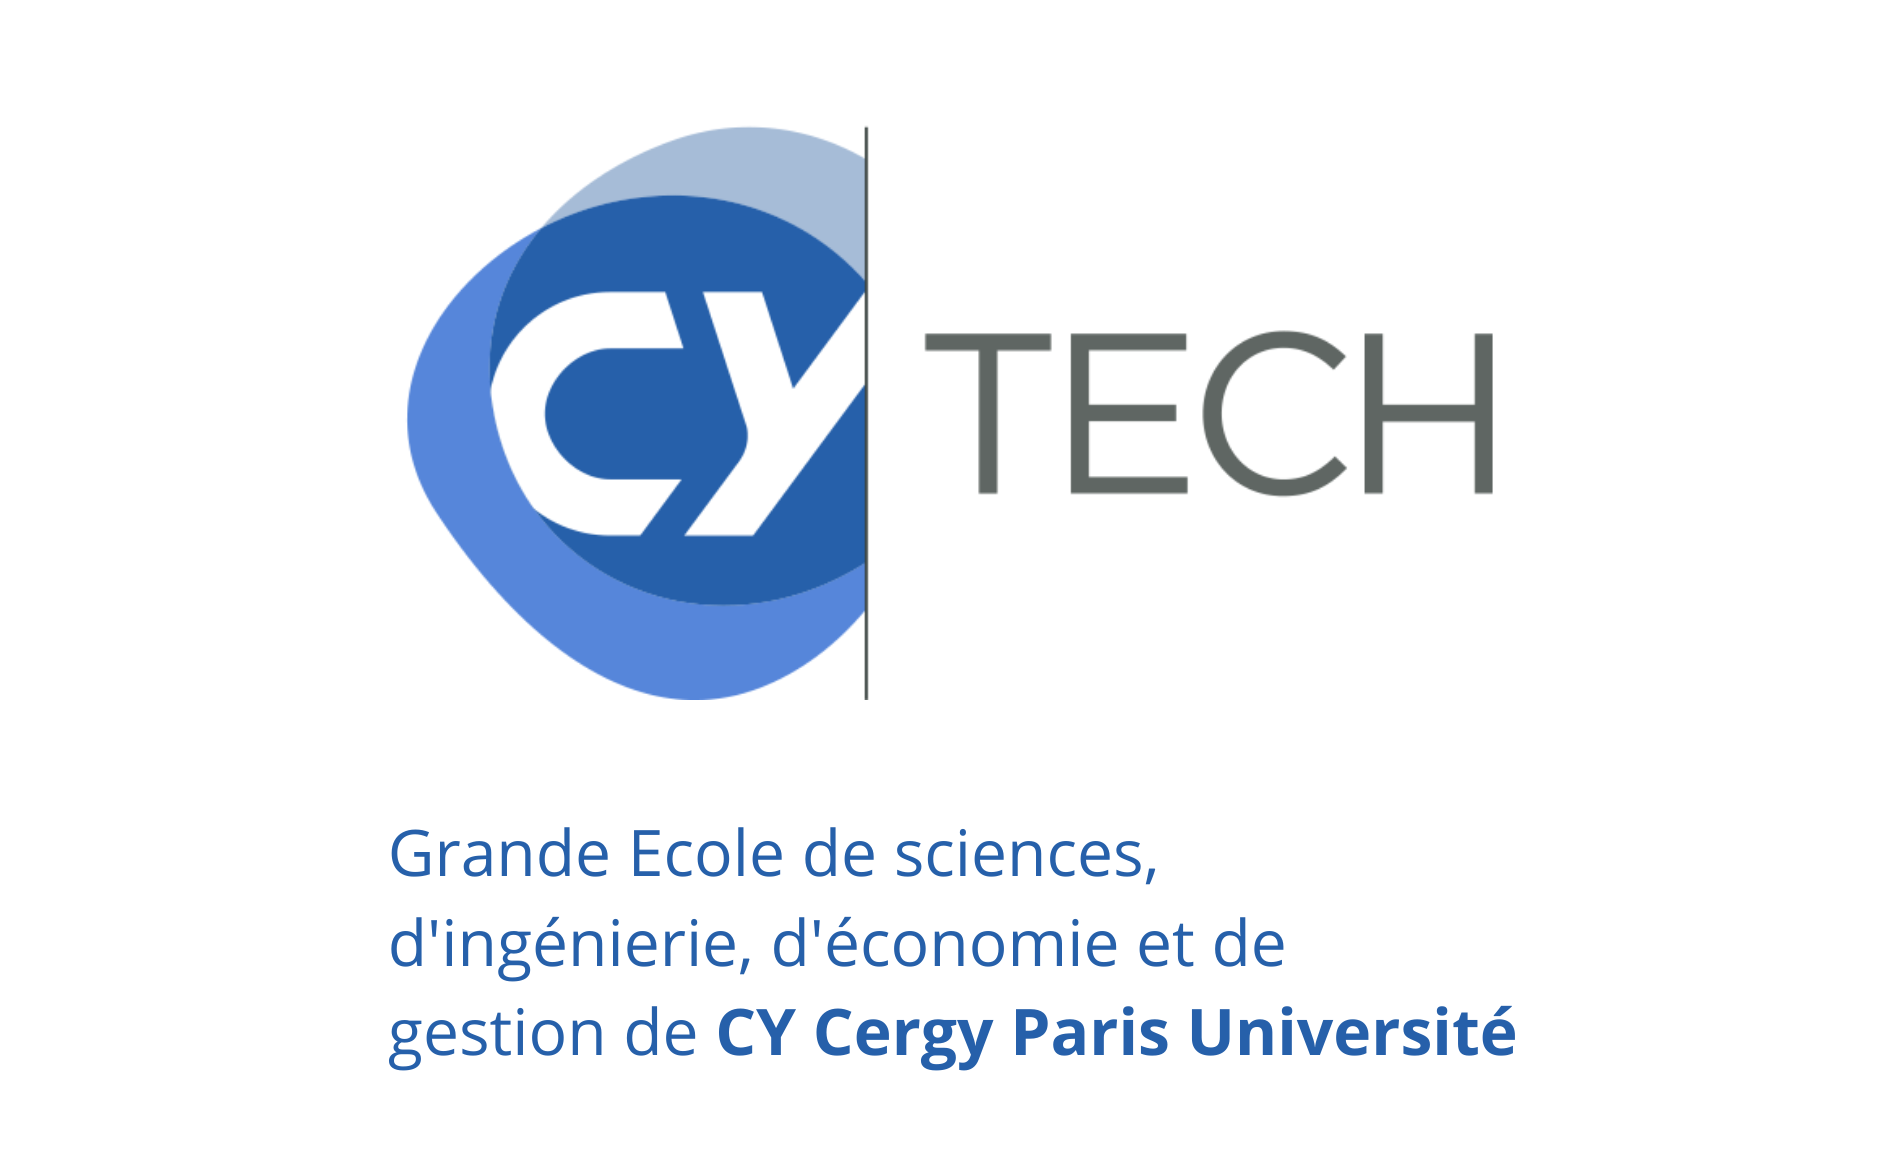 CY TECH
Grande Ecole de sciences,
d'ingénierie, d'économie et de
gestion de CY Cergy Paris Université